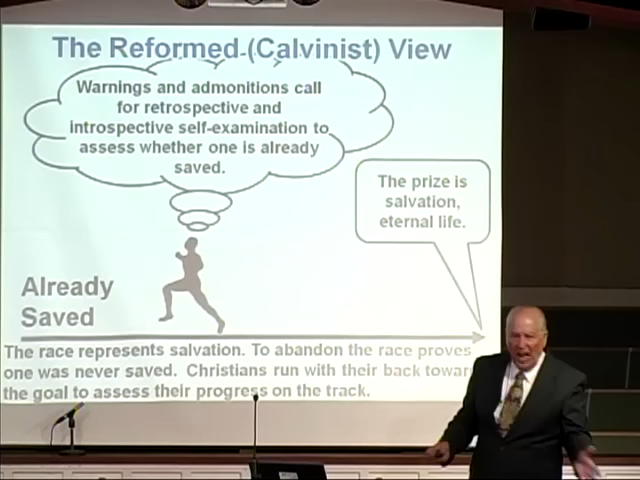 The Reformed-(Calvinist) View
Warnings and admonitions call
for retrospective and
introspective self-examination to
assess whether one is already
saved.
The prize is
salvation,
eternal life.
Already
Saved
The race represents salvation. To abandon the race proves
one was never saved. Christians run with their back towar
the goal to assess their progress on the track.